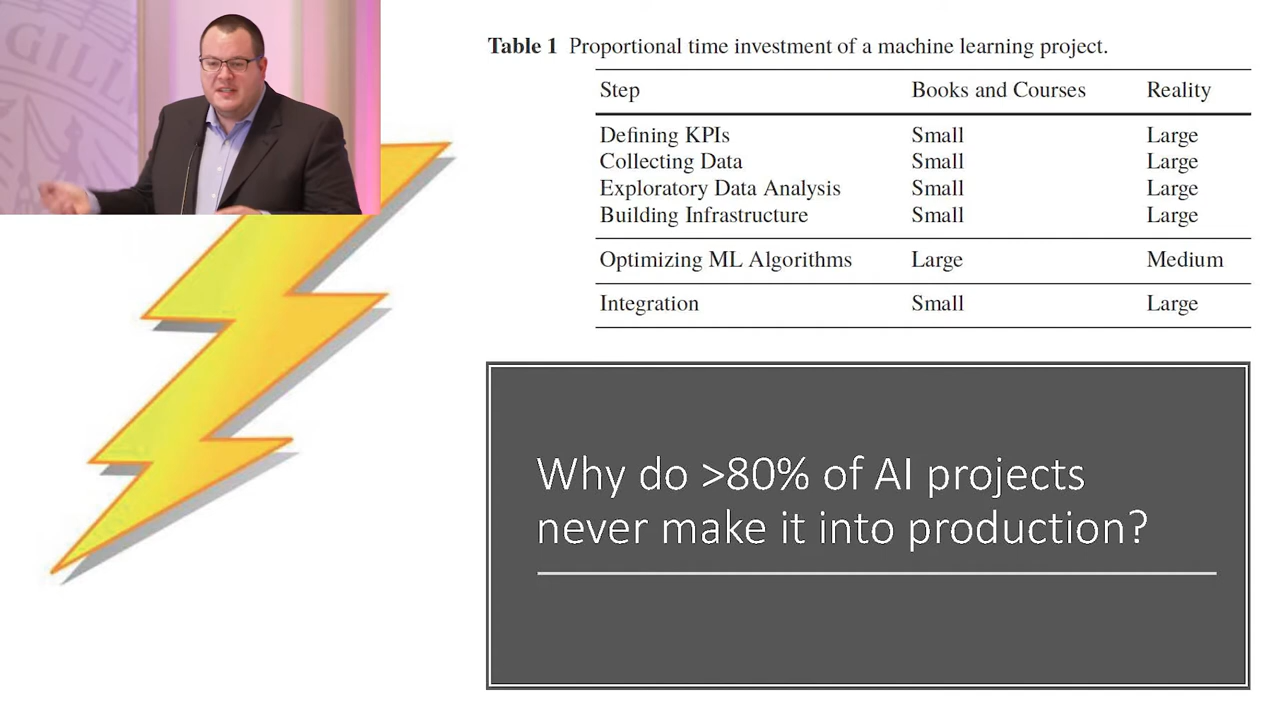 GILL
Table 1 Proportional time investment of a machine learning project.
Step Books and Courses Reality
Defining KPIs Small Large
Collecting Data Small Large
Exploratory Data Analysis Small Large
Building Infrastructure Small Large
Optimizing ML Algorithms Large Medium
Integration Small Large
Why do >80% of AI projects
never make it into production?